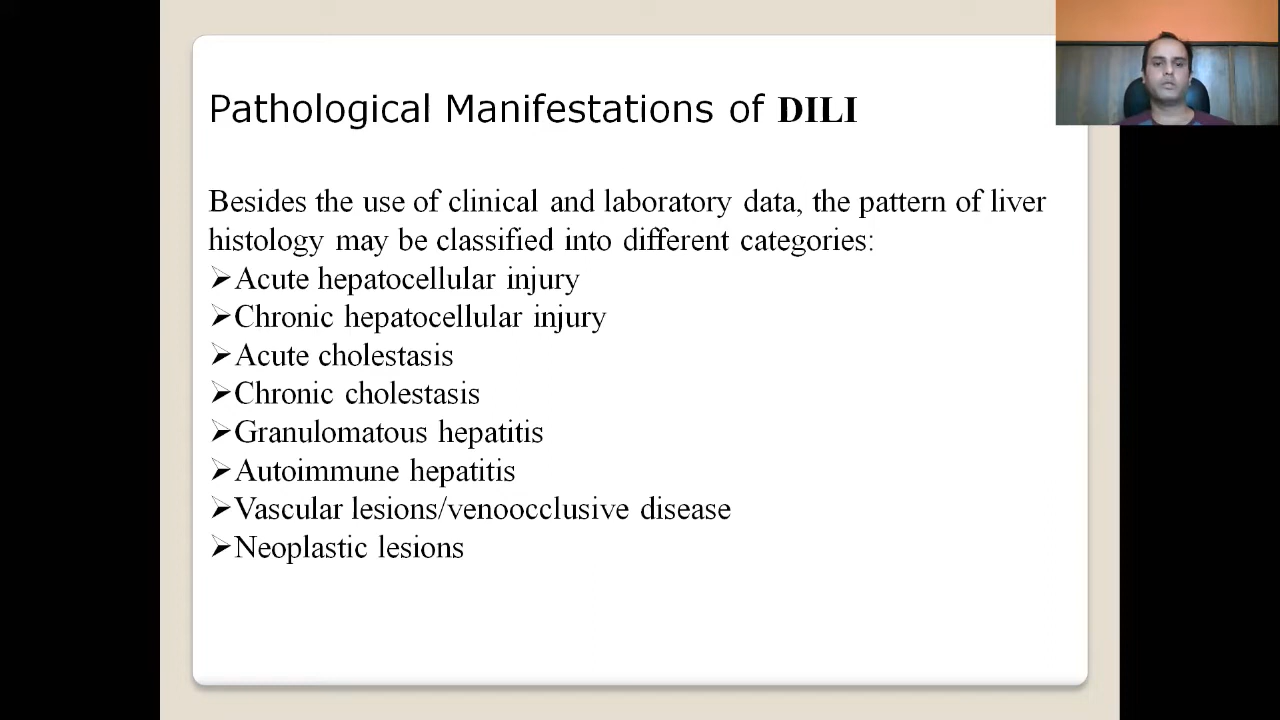 Pathological Manifestations of DILI
Besides the use of clinical and laboratory data, the pattern of liver
histology may be classified into different categories:
➢Acute hepatocellular injury
➢Chronic hepatocellular injury
➢Acute cholestasis
➢Chronic cholestasis
➢Granulomatous hepatitis
➢Autoimmune hepatitis
➢Vascular lesions/venoocclusive disease
➢Neoplastic lesions